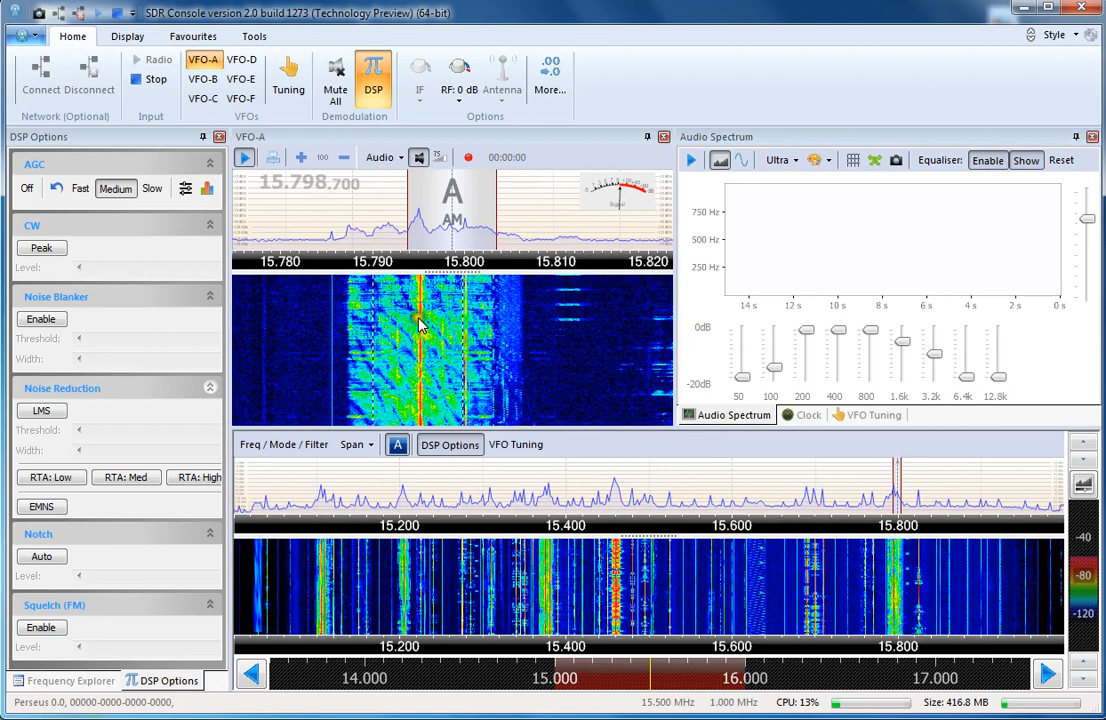 SDR Console version 2.0 build 1273 (Technology Preview) (64-bit)
Home Display Favourites Tools Style
Connect Disconnect
Network (Optional)
Radio
Stop
Input
VFO-A VFO-D
VFO-B VFO-E
VFO-C VFO-F
VFOs
Tuning
Mute All
π
DSP
Demodulation
IF
RF: 0 dB
Antenna
.00
→.0
More...
Options
DSP Options
AGC
Off Fast Medium Slow
CW
Peak
Level:
Noise Blanker
Enable
Threshold:
Width:
Noise Reduction
LMS
Threshold:
Width:
RTA: Low RTA: Med RTA: High
EMNS
Notch
Auto
Level:
Squelch (FM)
Enable
Level:
Frequency Explorer π DSP Options
VFO-A
100 Audio TS 00:00:00
15.798.700
A
AM
Signal
15.780 15.790 15.800 15.810 15.820
Audio Spectrum
Ultra Equaliser: Enable Show Reset
750 Hz
500 Hz
250 Hz
14 s 12 s 10 s 8 s 6 s 4 s 2 s 0 s
0dB
-20dB
50 100 200 400 800 1.6k 3.2k 6.4k 12.8k
Audio Spectrum Clock VFO Tuning
Freq / Mode / Filter Span A DSP Options VFO Tuning
15.200 15.400 15.600 15.800
15.200 15.400 15.600 15.800
-40
-80
-120
14.000 15.000 16.000 17.000
Perseus 0.0, 00000-0000-0000-0000, 15.500 MHz 1.000 MHz CPU: 13% Size: 416.8 MB